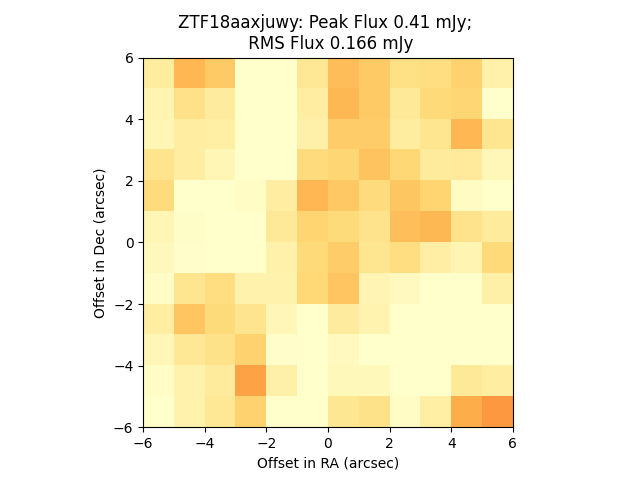 ZTF18aaxjuwy: Peak Flux 0.41 mJy;
RMS Flux 0.166 mJy
6
4
2
0
−2
−4
−6
Offset in Dec (arcsec)
−6 −4 −2 0 2 4 6
Offset in RA (arcsec)